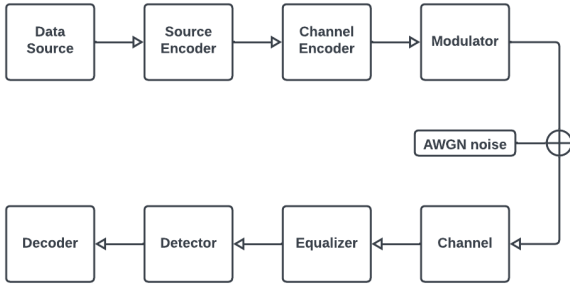 Data
Source
Source
Encoder
Channel
Encoder
Modulator
AWGN noise
Decoder
Detector
Equalizer
Channel